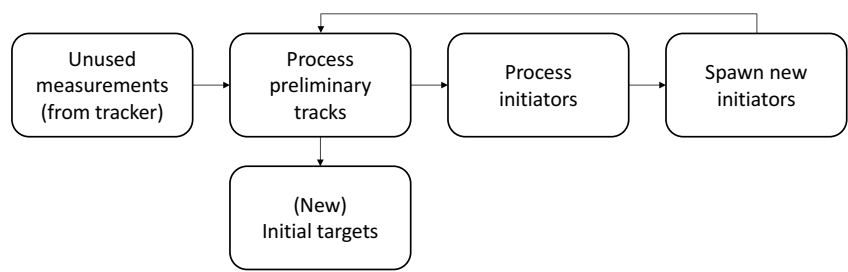 Unused
measurements
(from tracker)
Process
preliminary
tracks
Process
initiators
Spawn new
initiators
(New)
Initial targets